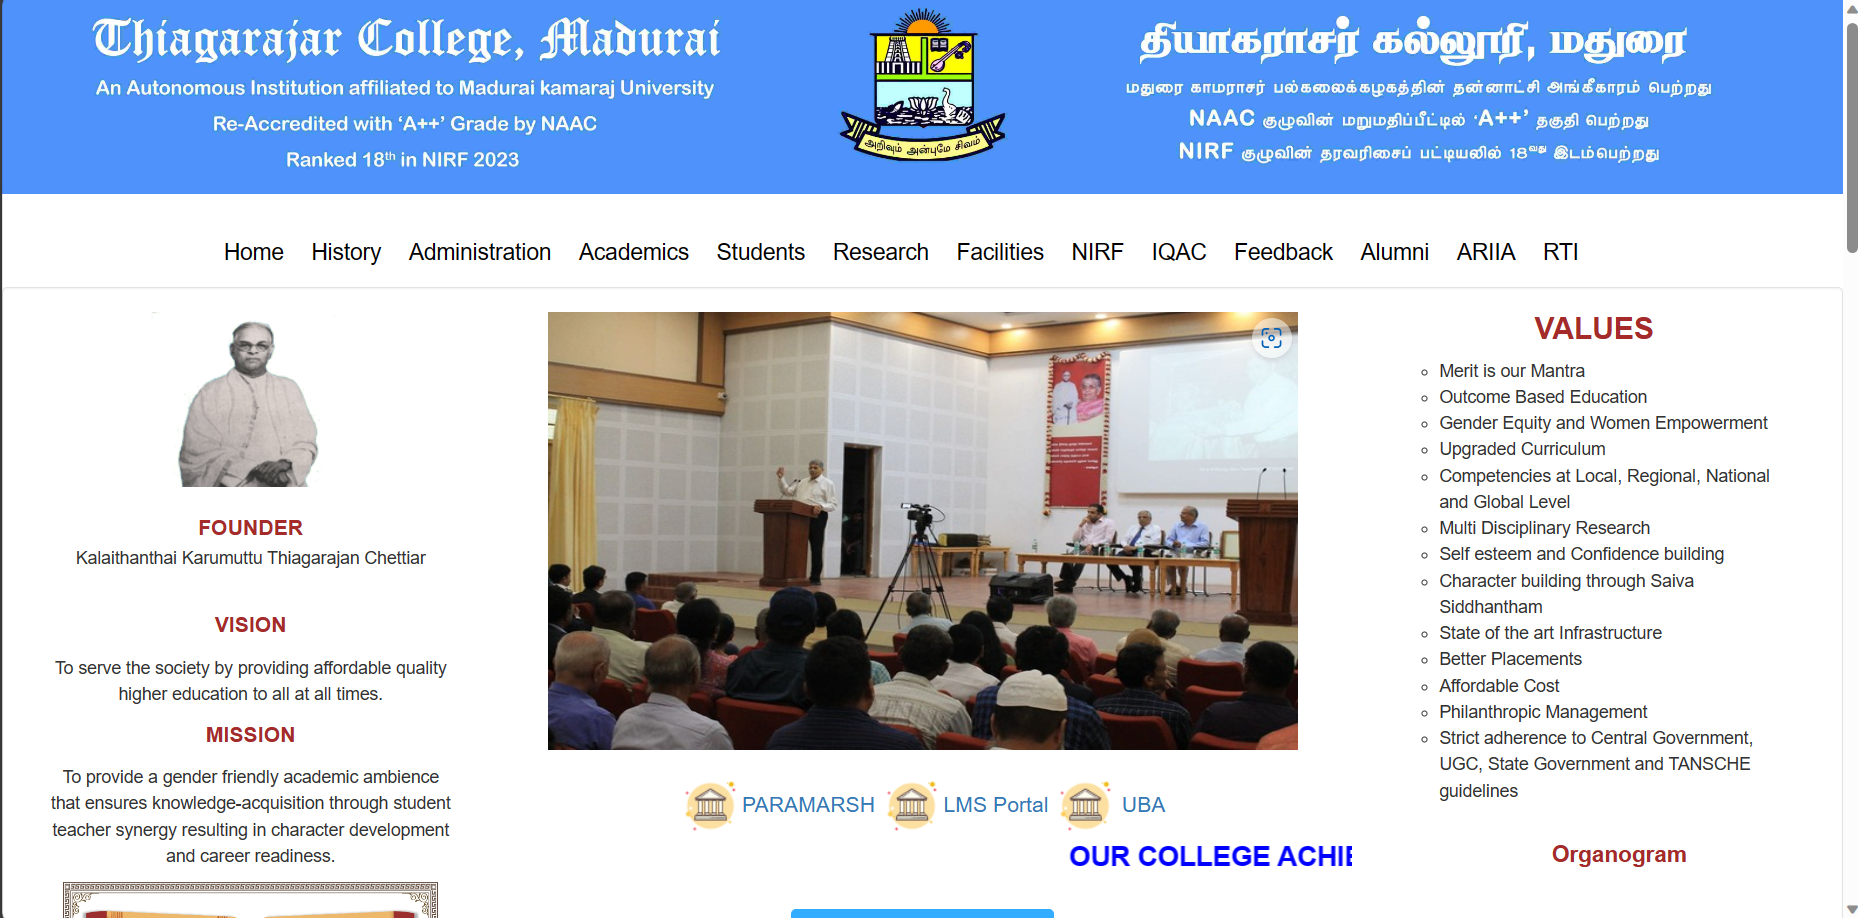 Thiagarajar College, Madurai
An Autonomous Institution affiliated to Madurai kamaraj University
Re-Accredited with ‘A++’ Grade by NAAC
Ranked 18th in NIRF 2023
அறிவும் அன்புமே சிவம்
தியாகராசர் கல்லூரி, மதுரை
மதுரை காமராசர் பல்கலைக்கழகத்தின் தன்னாட்சி அங்கீகாரம் பெற்றது
NAAC குழுவின் மறுமதிப்பீட்டில் ‘A++’ தகுதி பெற்றது
NIRF குழுவின் தரவரிசைப் பட்டியலில் 18வது இடம்பெற்றது
Home History Administration Academics Students Research Facilities NIRF IQAC Feedback Alumni ARIIA RTI
FOUNDER
Kalaithanthai Karumuttu Thiagarajan Chettiar
VISION
To serve the society by providing affordable quality
higher education to all at all times.
MISSION
To provide a gender friendly academic ambience
that ensures knowledge-acquisition through student
teacher synergy resulting in character development
and career readiness.
PARAMARSH LMS Portal UBA
OUR COLLEGE ACHIE
VALUES
Merit is our Mantra
Outcome Based Education
Gender Equity and Women Empowerment
Upgraded Curriculum
Competencies at Local, Regional, National
and Global Level
Multi Disciplinary Research
Self esteem and Confidence building
Character building through Saiva
Siddhantham
State of the art Infrastructure
Better Placements
Affordable Cost
Philanthropic Management
Strict adherence to Central Government,
UGC, State Government and TANSCHE
guidelines
Organogram